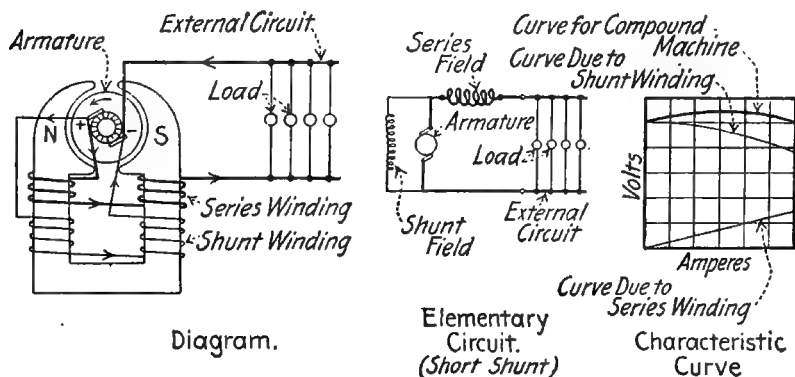 Armature
External Circuit
Load
N
+
-
S
Series Winding
Shunt Winding
Diagram.
Series
Field
Armature
Load
Shunt
Field
External
Circuit
Elementary
Circuit.
(Short Shunt)
Curve for Compound
Machine
Curve Due to
Shunt Winding
Volts
Amperes
Curve Due to
Series Winding
Characteristic
Curve